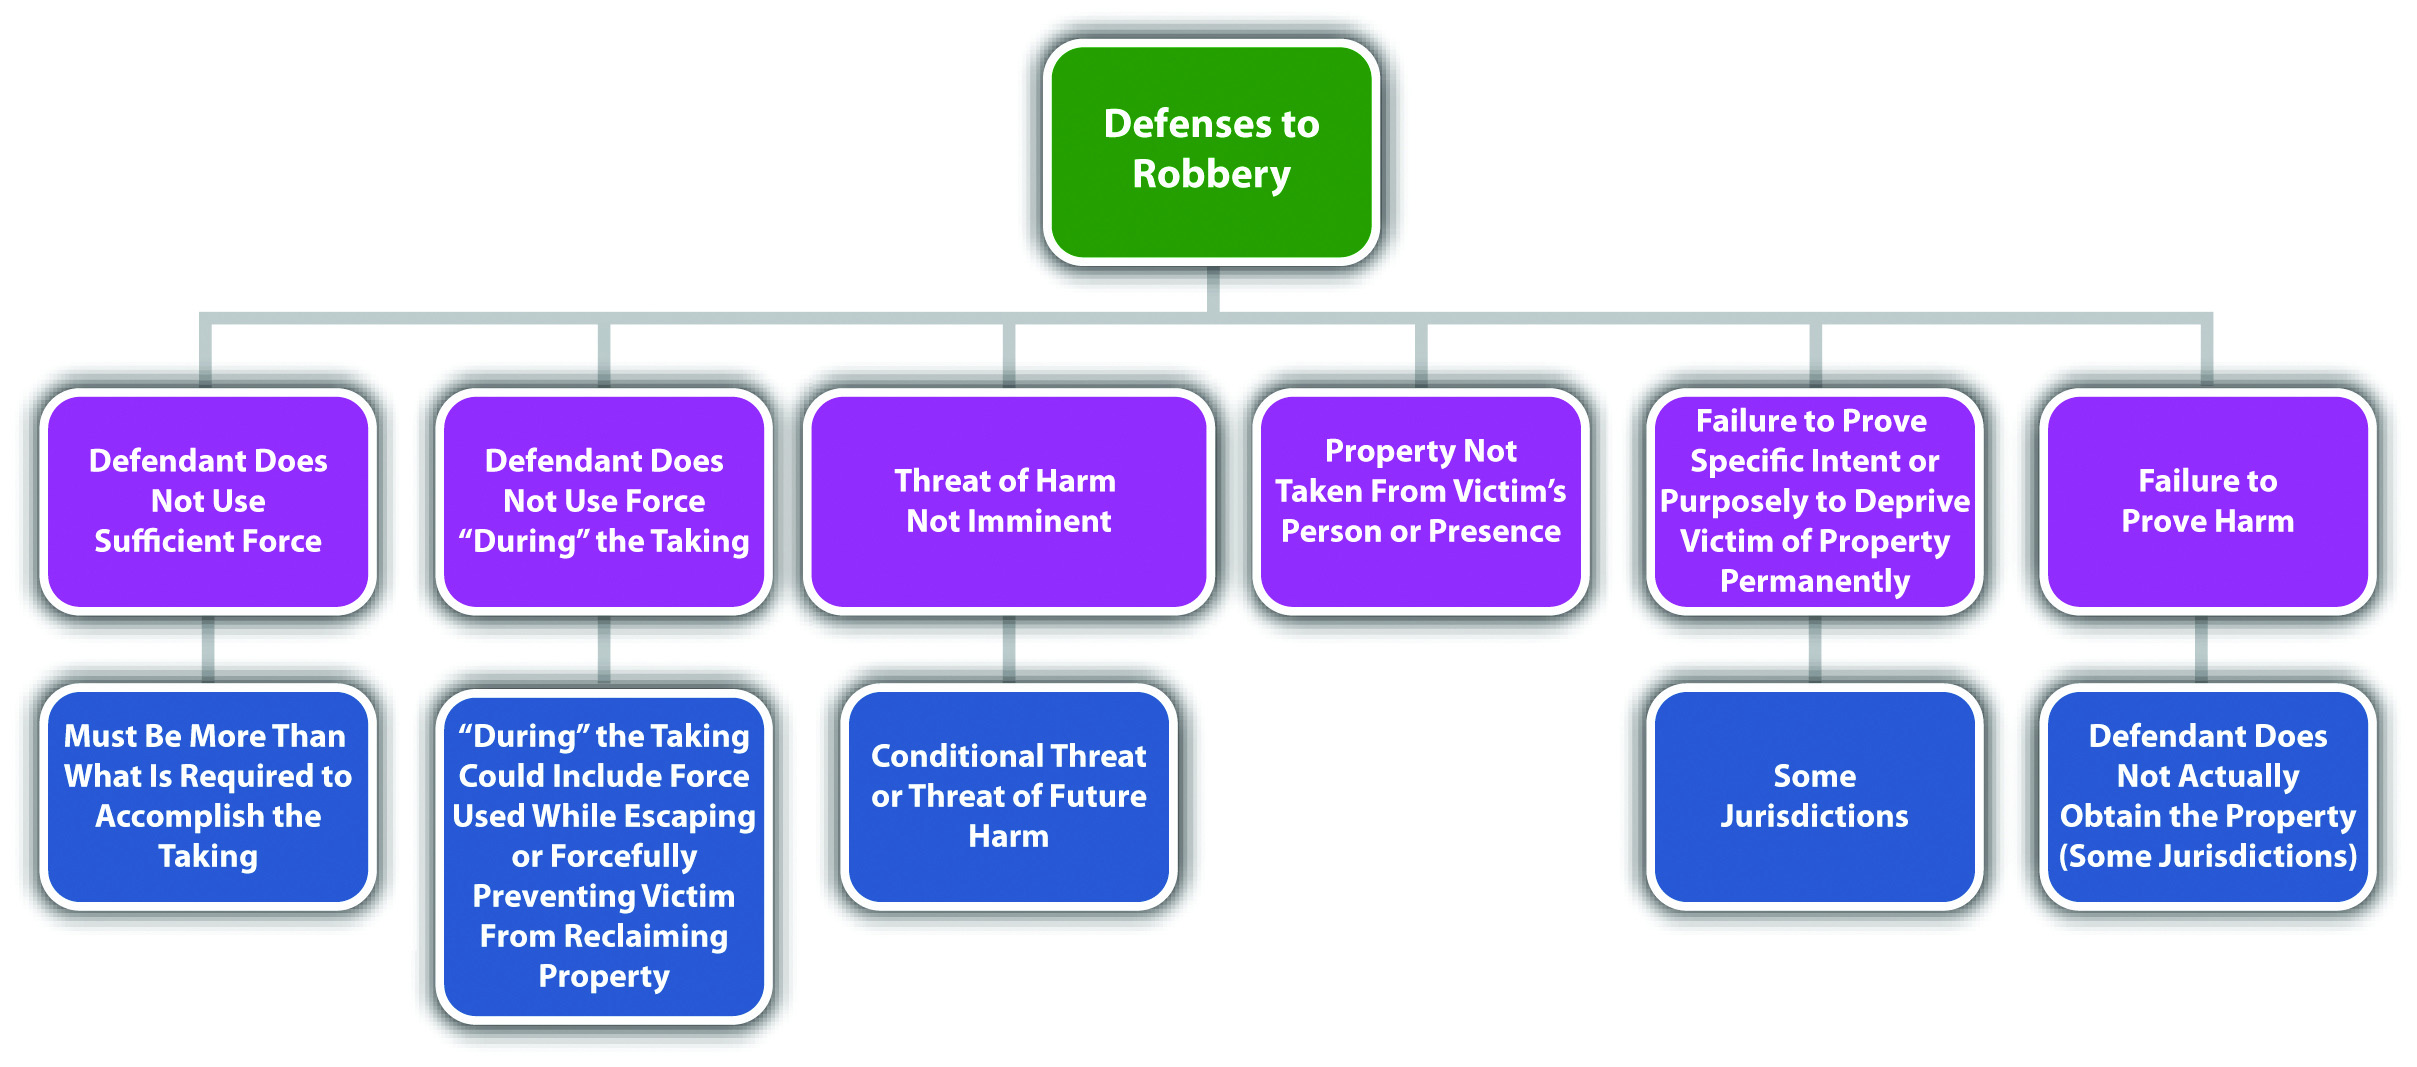 Defenses to
Robbery
Defendant Does
Not Use
Sufficient Force
Defendant Does
Not Use Force
“During” the Taking
Threat of Harm
Not Imminent
Property Not
Taken From Victim’s
Person or Presence
Failure to Prove
Specific Intent or
Purposely to Deprive
Victim of Property
Permanently
Failure to
Prove Harm
Must Be More Than
What Is Required to
Accomplish the
Taking
“During” the Taking
Could Include Force
Used While Escaping
or Forcefully
Preventing Victim
From Reclaiming
Property
Conditional Threat
or Threat of Future
Harm
Some
Jurisdictions
Defendant Does
Not Actually
Obtain the Property
(Some Jurisdictions)